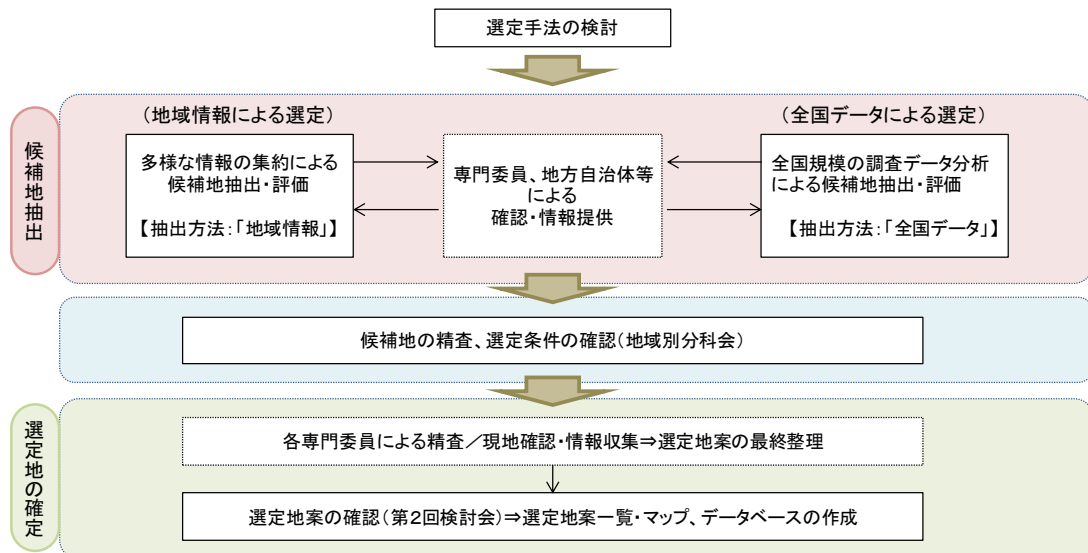 選定手法の検討
候補地抽出
(地域情報による選定)
多様な情報の集約による
候補地抽出・評価
【抽出方法:「地域情報」】
専門委員、地方自治体等
による
確認・情報提供
(全国データによる選定)
全国規模の調査データ分析
による候補地抽出・評価
【抽出方法:「全国データ」】
候補地の精査、選定条件の確認(地域別分科会)
選定地の確定
各専門委員による精査/現地確認・情報収集⇒選定地案の最終整理
選定地案の確認(第2回検討会)⇒選定地案一覧・マップ、データベースの作成